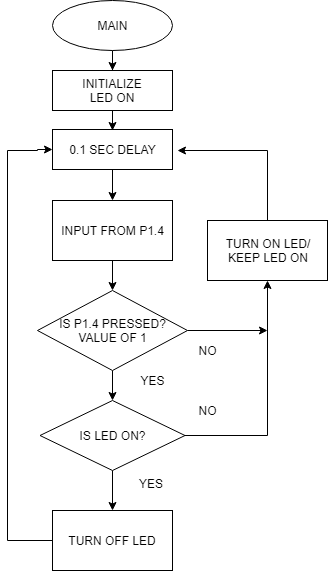 MAIN
INITIALIZE
LED ON
0.1 SEC DELAY
INPUT FROM P1.4
TURN ON LED/
KEEP LED ON
IS P1.4 PRESSED?
VALUE OF 1
NO
YES
NO
IS LED ON?
YES
TURN OFF LED